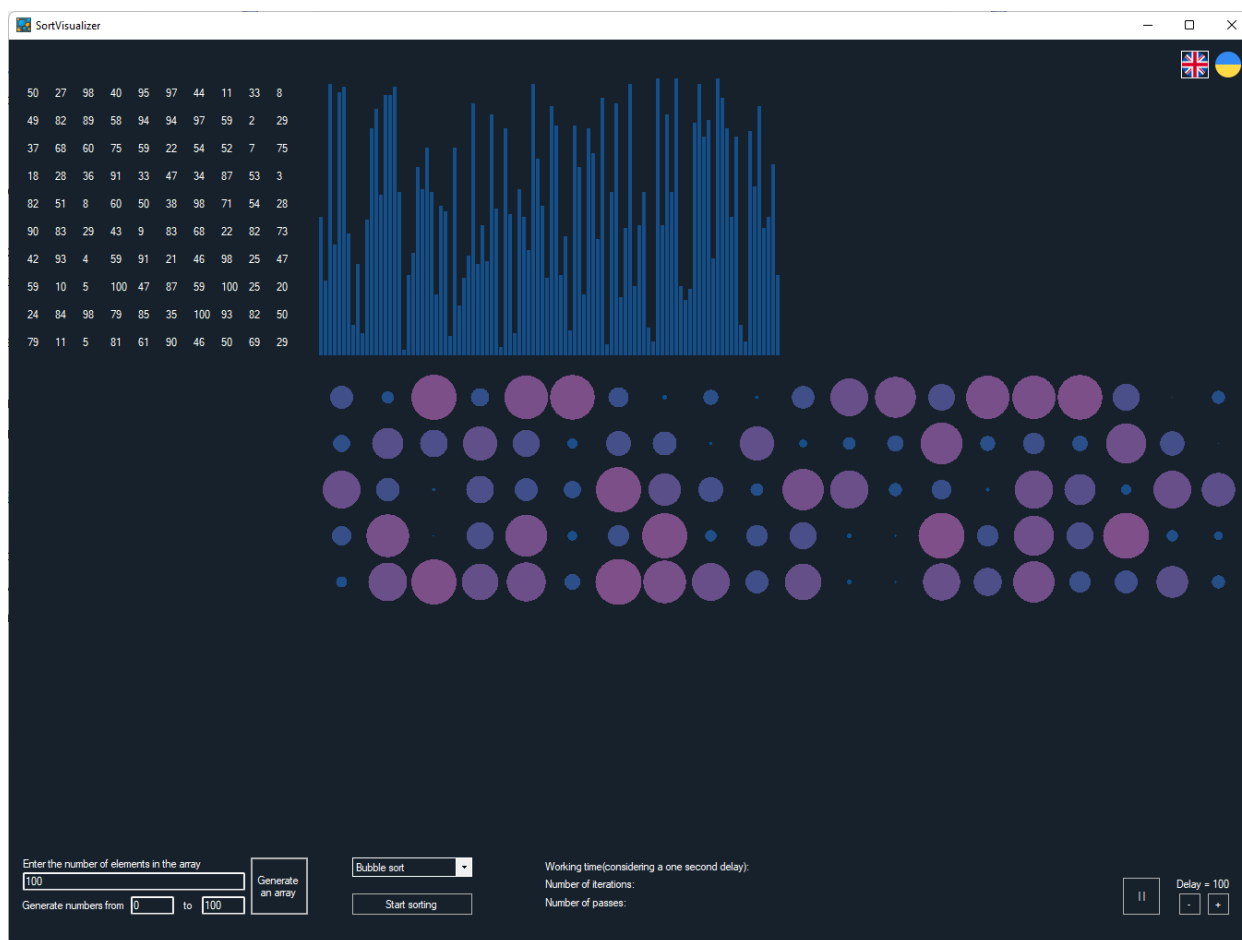 SortVisualizer
50 27 98 40 95 97 44 11 33 8
49 82 89 58 94 94 97 59 2 29
37 68 60 75 59 22 54 52 7 75
18 28 36 91 33 47 34 87 53 3
82 51 8 60 50 38 98 71 54 28
90 83 29 43 9 83 68 22 82 73
42 93 4 59 91 21 46 98 25 47
59 10 5 100 47 87 59 100 25 20
24 84 98 79 85 35 100 93 82 50
79 11 5 81 61 90 46 50 69 29
Enter the number of elements in the array
100
Generate numbers from 0 to 100
Generate
an array
Bubble sort
Start sorting
Working time(considering a one second delay):
Number of iterations:
Number of passes:
Delay = 100
- +